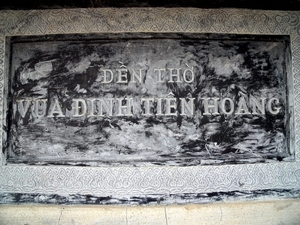 ĐỀN THỜ
VUA ĐINH TIÊN HOÀNG